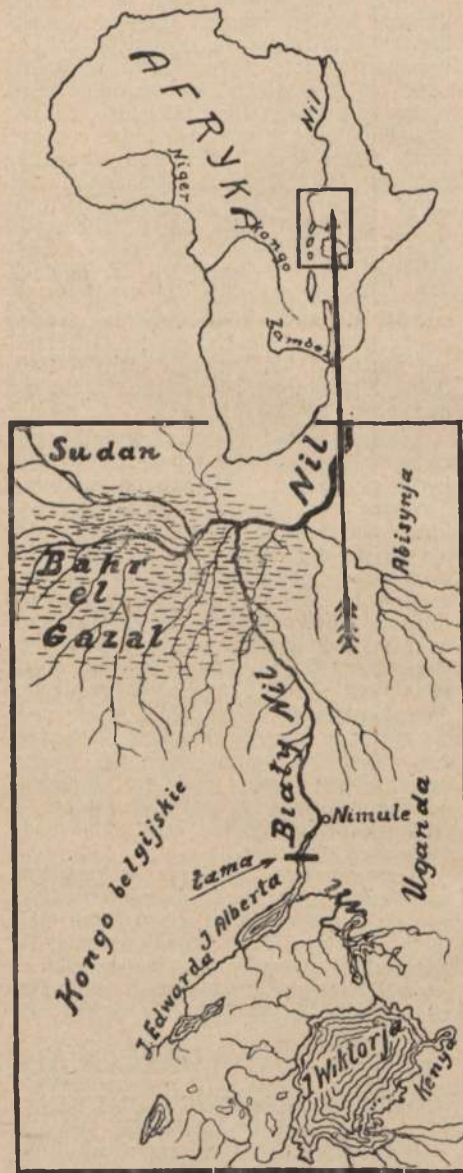 AFRYKA
Nil
Niger
Kongo
Zambezi
Sudan
Nil
Abisynja
Bahr
el
Gazal
Biały Nil
Nimule
Uganda
Kongo belgijskie
tama
J. Alberta
Nil
J. Edwarda
J. Wiktorja
Kenya